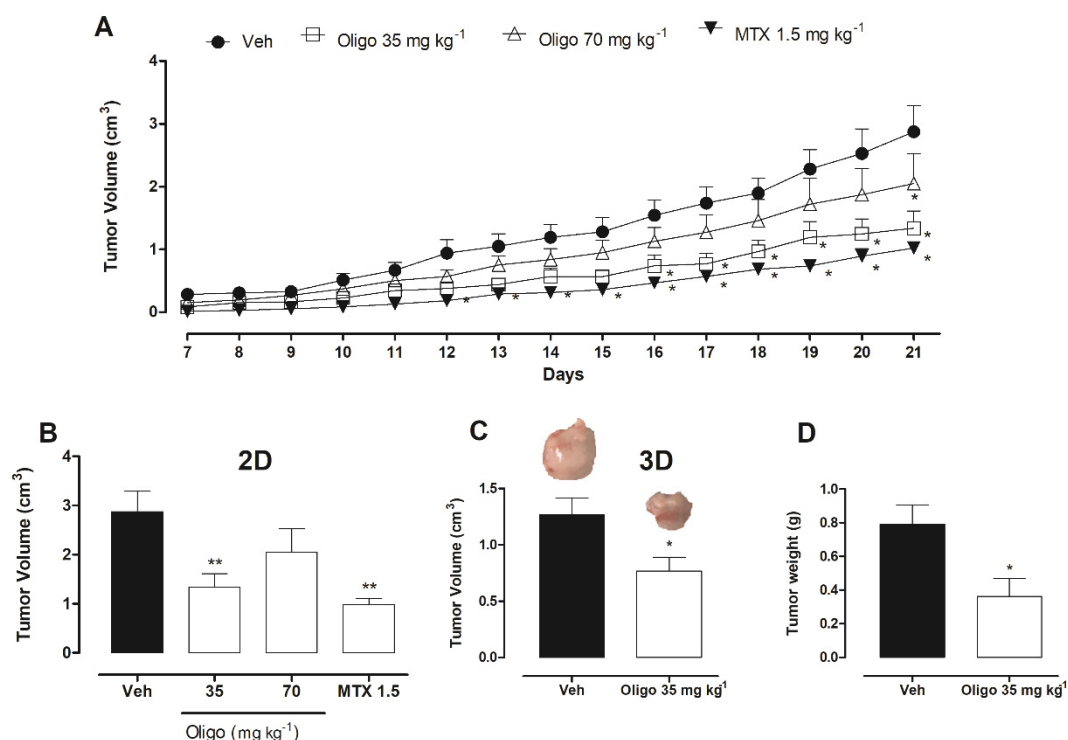 A
Veh Oligo 35 mg kg⁻¹ Oligo 70 mg kg⁻¹ MTX 1.5 mg kg⁻¹
Tumor Volume (cm³)
4
3
2
1
0
* * * * * * * * * * * * * * * * *
7 8 9 10 11 12 13 14 15 16 17 18 19 20 21
Days
B
2D
Tumor Volume (cm³)
4
3
2
1
0
** **
Veh 35 70 MTX 1.5
Oligo (mg kg⁻¹)
C
3D
Tumor Volume (cm³)
1.5
1.0
0.5
0.0
*
Veh Oligo 35 mg kg⁻¹
D
Tumor weight (g)
1.0
0.8
0.6
0.4
0.2
0.0
*
Veh Oligo 35 mg kg⁻¹